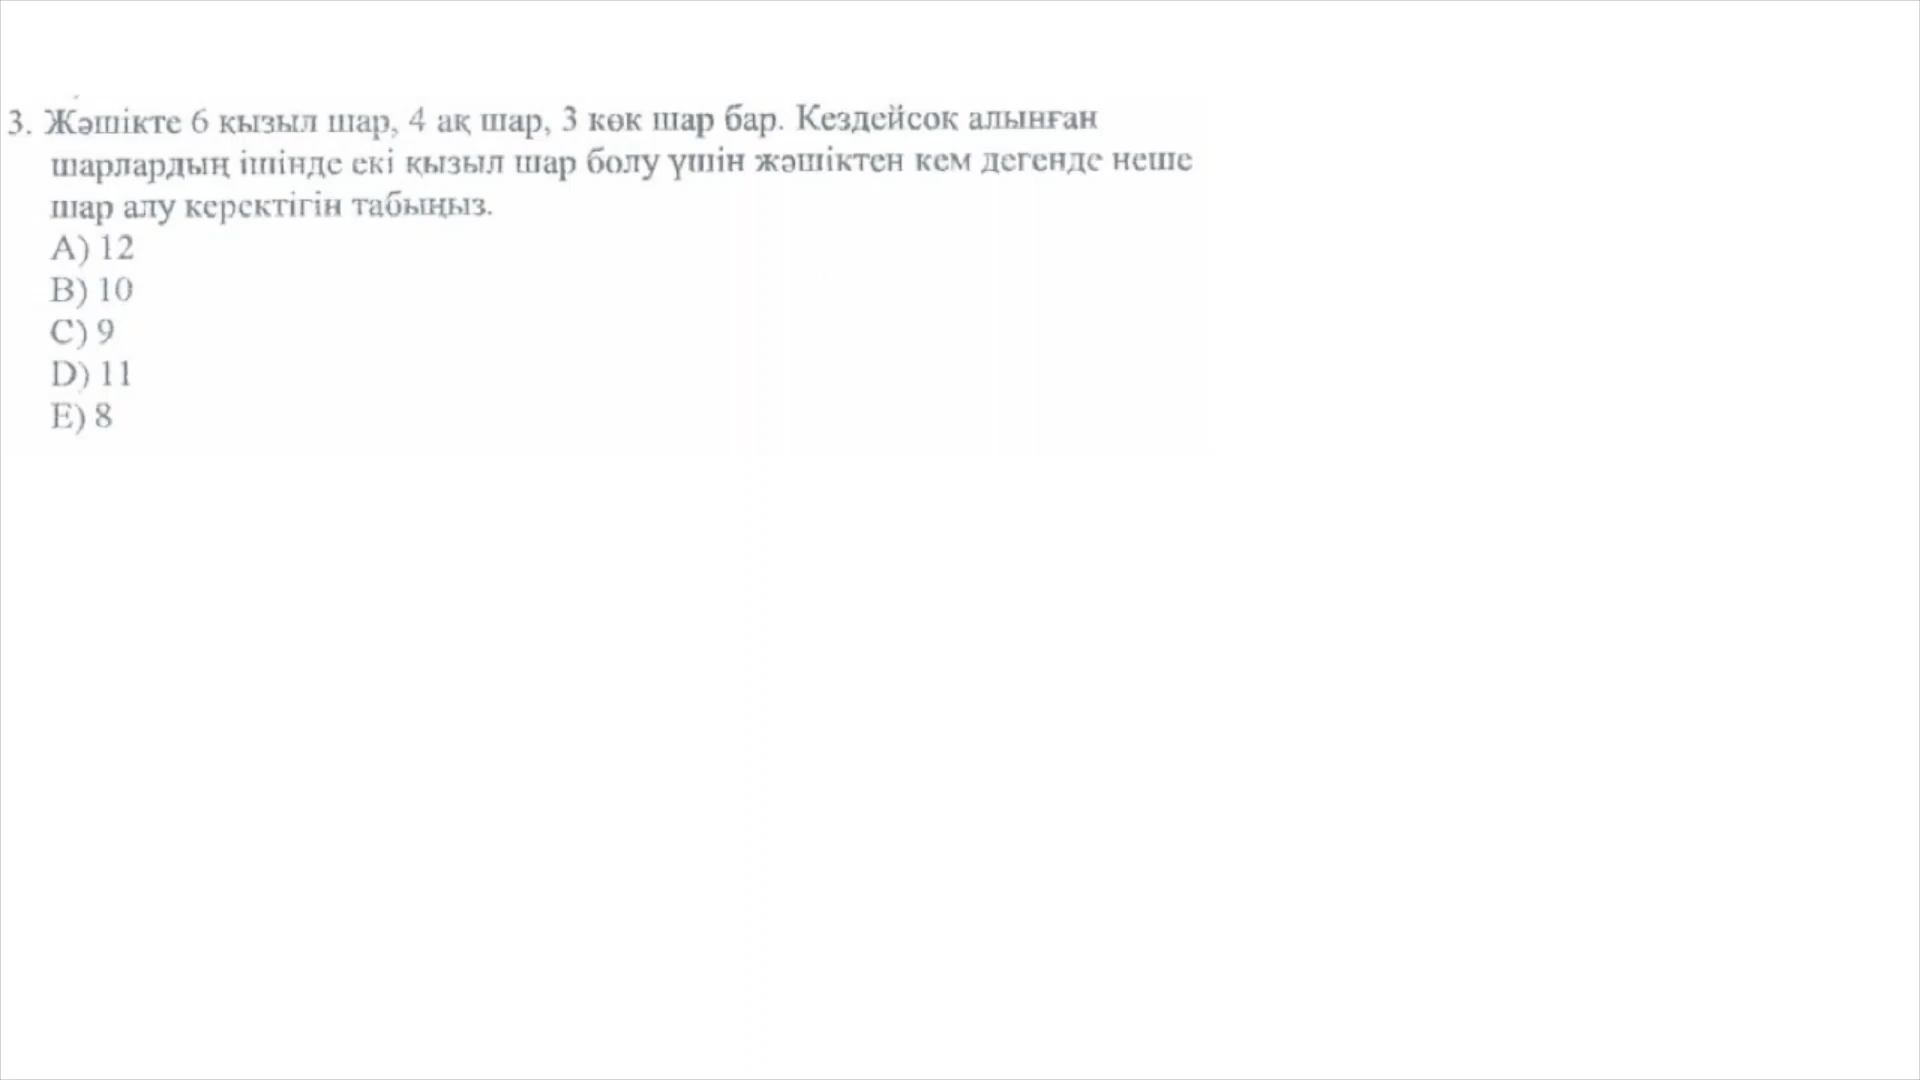 3. Жәшікте 6 қызыл шар, 4 ақ шар, 3 көк шар бар. Кездейсоқ алынған
шарлардың ішінде екі қызыл шар болу үшін жәшіктен кем дегенде неше
шар алу керектігін табыңыз.
A) 12
B) 10
C) 9
D) 11
E) 8